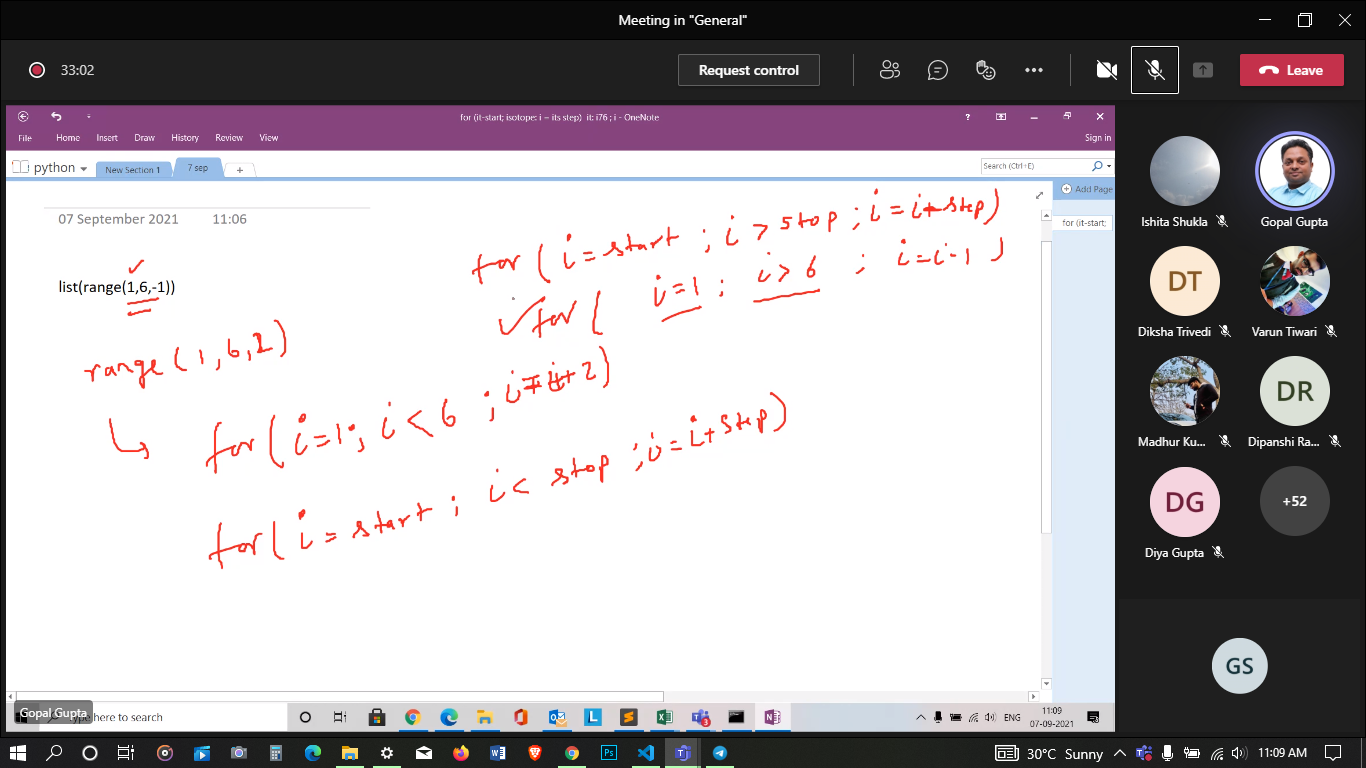 Meeting in "General"
33:02
Request control
Leave
for (it-start; isotope: i = its step) it; i76 ; i - OneNote
File Home Insert Draw History Review View
Sign in
python
New Section 1
7 sep
Search (Ctrl+E)
Add Page
for (it-start;
07 September 2021 11:06
list(range(1,6,-1))
for (i=start ; i > stop ; i=i+step)
for ( i=1 ; i> 6 ; i=i-1 )
range (1,6,2)
for(i=1; i<6 ; i=i+2)
for(i=start ; i< stop ; i=i+step)
Ishita Shukla
Gopal Gupta
DT
Diksha Trivedi
Varun Tiwari
Madhur Ku...
DR
Dipanshi Ra...
DG
Diya Gupta
+52
GS
Gopal Gupta
here to search
ENG
11:09
07-09-2021
30°C Sunny
11:09 AM